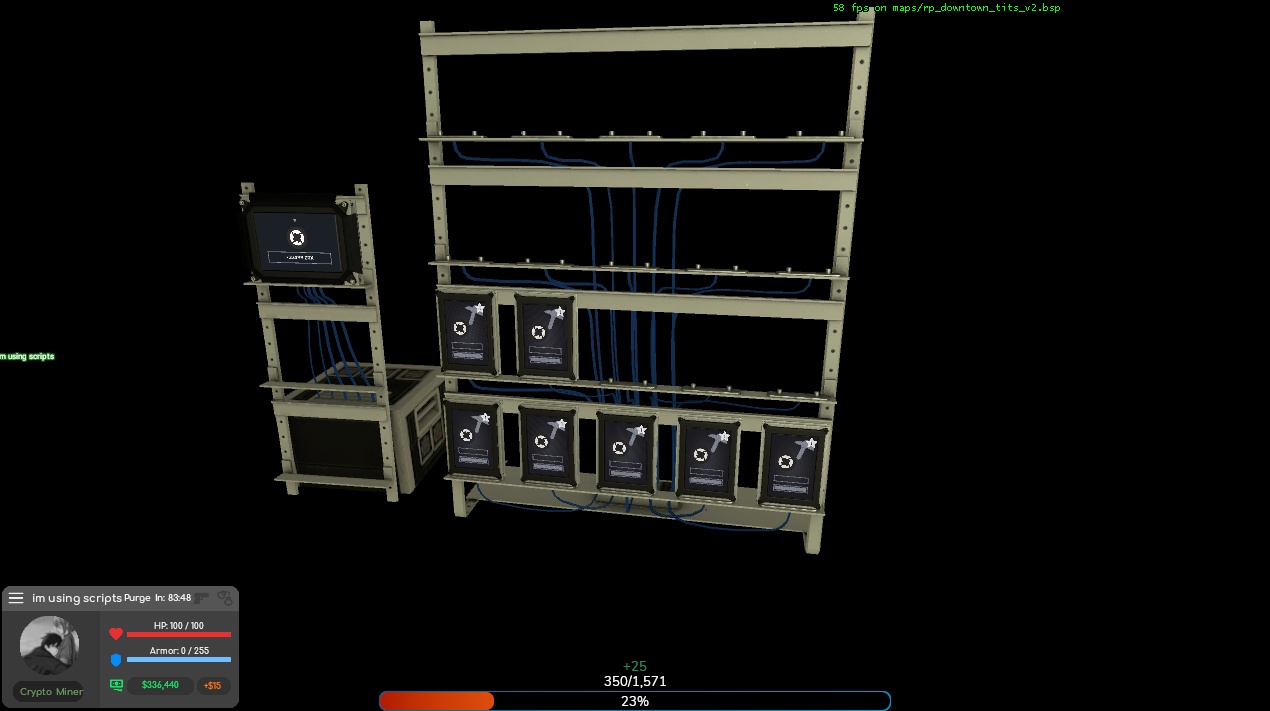 58 fps on maps/rp_downtown_tits_v2.bsp
m using scripts
im using scripts Purge In: 83:48
HP: 100 / 100
Armor: 0 / 255
Crypto Miner
$336,440
+$15
+25
350/1,571
23%